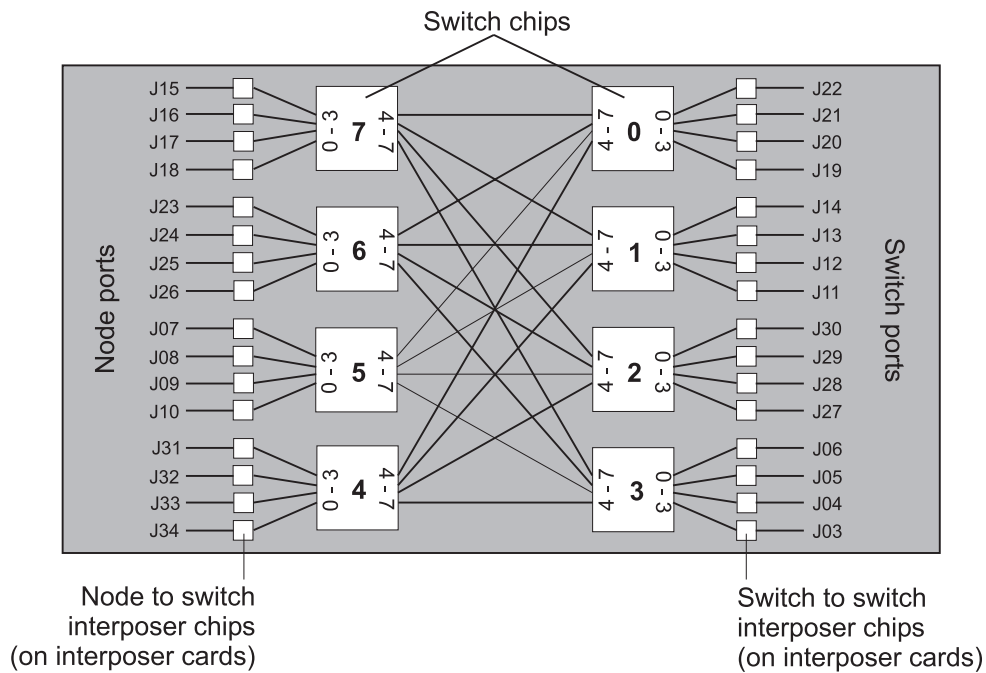 Switch chips
J15
J16
J17
J18
J23
J24
J25
J26
J07
J08
J09
J10
J31
J32
J33
J34
Node ports
0 - 3
7
4 - 7
0 - 3
6
4 - 7
0 - 3
5
4 - 7
0 - 3
4
4 - 7
4 - 7
0
0 - 3
4 - 7
1
0 - 3
4 - 7
2
0 - 3
4 - 7
3
0 - 3
J22
J21
J20
J19
J14
J13
J12
J11
J30
J29
J28
J27
J06
J05
J04
J03
Switch ports
Node to switch
interposer chips
(on interposer cards)
Switch to switch
interposer chips
(on interposer cards)